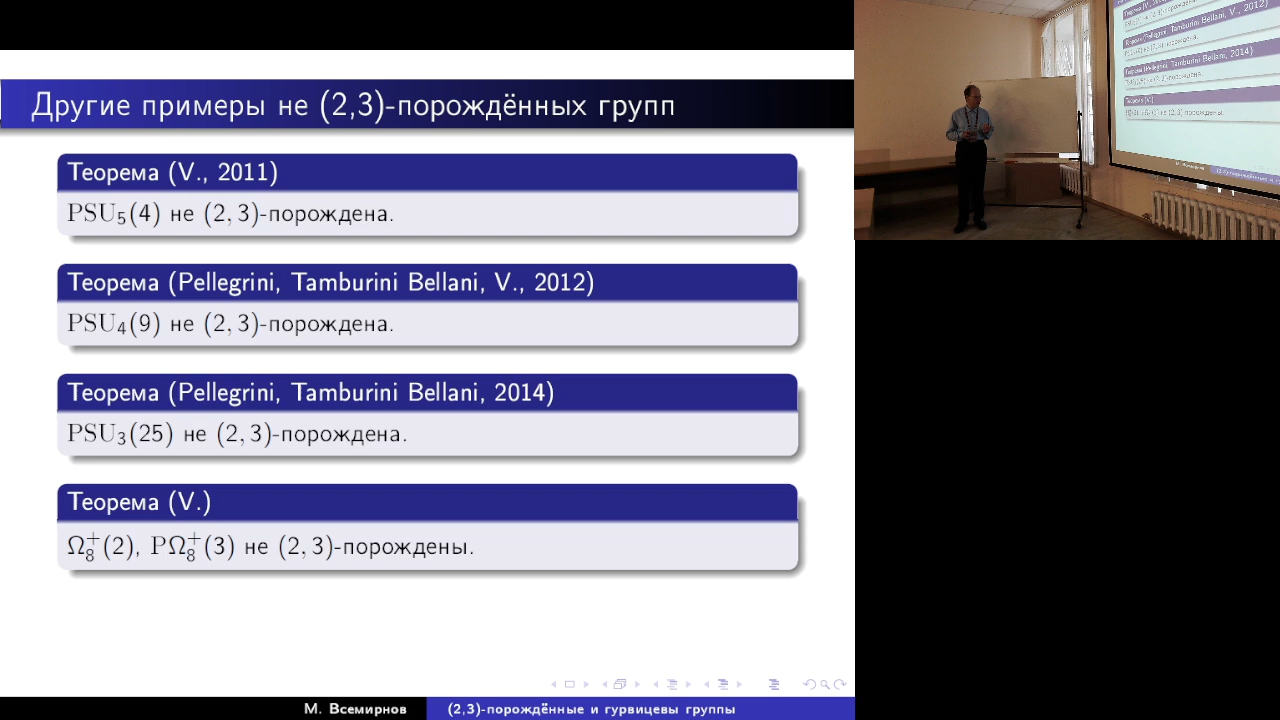 Другие примеры не (2,3)-порождённых групп
Теорема (V., 2011)
PSU₅(4) не (2, 3)-порождена.
Теорема (Pellegrini, Tamburini Bellani, V., 2012)
PSU₄(9) не (2, 3)-порождена.
Теорема (Pellegrini, Tamburini Bellani, 2014)
PSU₃(25) не (2, 3)-порождена.
Теорема (V.)
Ω₈⁺(2), PΩ₈⁺(3) не (2, 3)-порождены.
М. Всемирнов
(2,3)-порождённые и гурвицевы группы